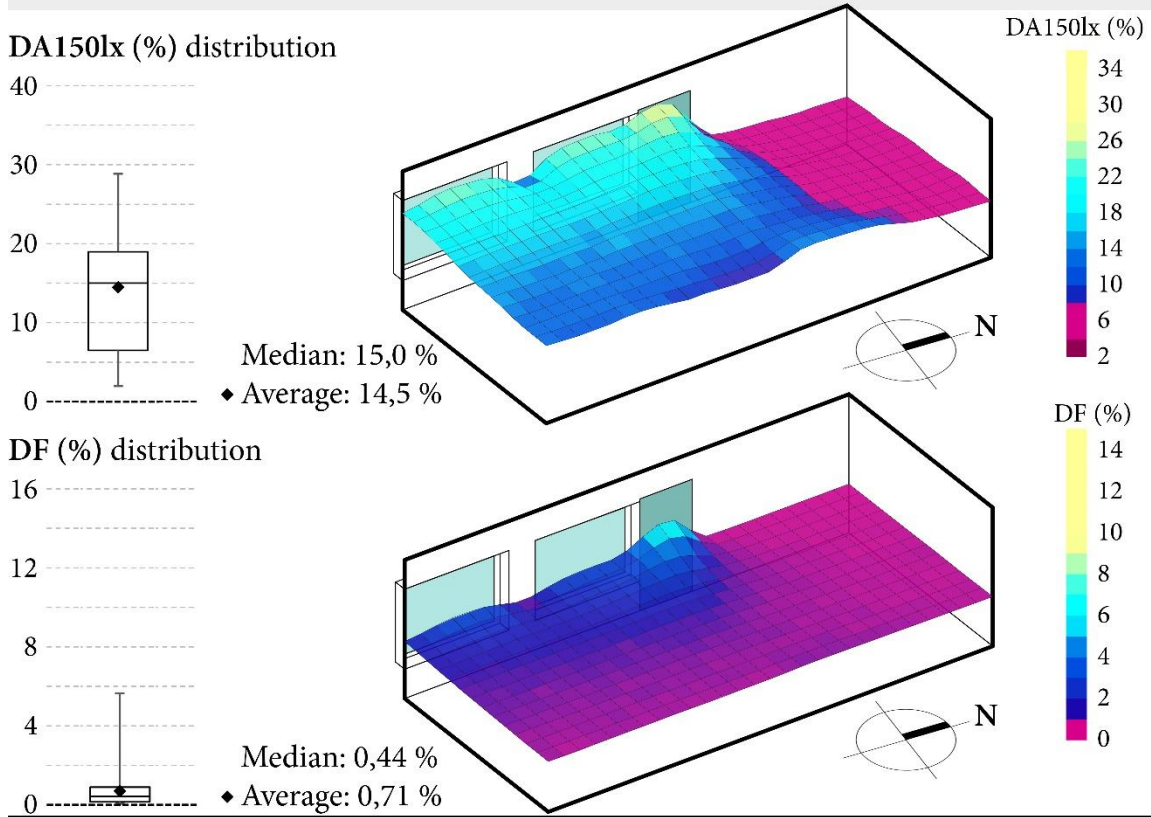 DA150lx (%) distribution
40
30
20
10
0
Median: 15,0 %
Average: 14,5 %
N
DA150lx (%)
34
30
26
22
18
14
10
6
2
DF (%) distribution
16
12
8
4
0
Median: 0,44 %
Average: 0,71 %
N
DF (%)
14
12
10
8
6
4
2
0